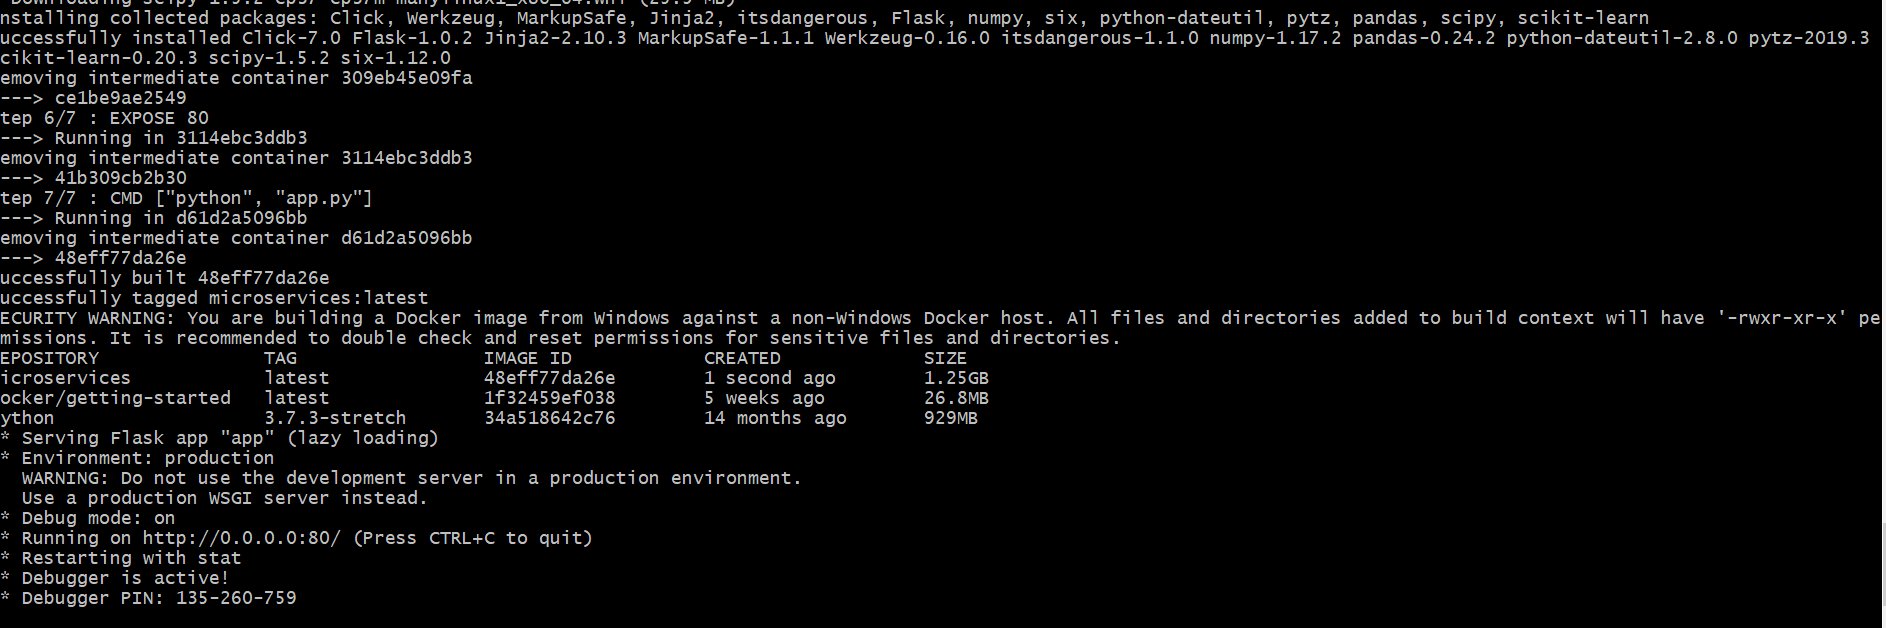 Downloading scipy-1.5.2-cp37-cp37m-manylinux1_x86_64.whl (25.9 MB)
nstalling collected packages: Click, Werkzeug, MarkupSafe, Jinja2, itsdangerous, Flask, numpy, six, python-dateutil, pytz, pandas, scipy, scikit-learn
uccessfully installed Click-7.0 Flask-1.0.2 Jinja2-2.10.3 MarkupSafe-1.1.1 Werkzeug-0.16.0 itsdangerous-1.1.0 numpy-1.17.2 pandas-0.24.2 python-dateutil-2.8.0 pytz-2019.3
cikit-learn-0.20.3 scipy-1.5.2 six-1.12.0
emoving intermediate container 309eb45e09fa
---> ce1be9ae2549
tep 6/7 : EXPOSE 80
---> Running in 3114ebc3ddb3
emoving intermediate container 3114ebc3ddb3
---> 41b309cb2b30
tep 7/7 : CMD ["python", "app.py"]
---> Running in d61d2a5096bb
emoving intermediate container d61d2a5096bb
---> 48eff77da26e
uccessfully built 48eff77da26e
uccessfully tagged microservices:latest
ECURITY WARNING: You are building a Docker image from Windows against a non-Windows Docker host. All files and directories added to build context will have '-rwxr-xr-x' pe
missions. It is recommended to double check and reset permissions for sensitive files and directories.
EPOSITORY TAG IMAGE ID CREATED SIZE
icroservices latest 48eff77da26e 1 second ago 1.25GB
ocker/getting-started latest 1f32459ef038 5 weeks ago 26.8MB
ython 3.7.3-stretch 34a518642c76 14 months ago 929MB
* Serving Flask app "app" (lazy loading)
* Environment: production
WARNING: Do not use the development server in a production environment.
Use a production WSGI server instead.
* Debug mode: on
* Running on http://0.0.0.0:80/ (Press CTRL+C to quit)
* Restarting with stat
* Debugger is active!
* Debugger PIN: 135-260-759